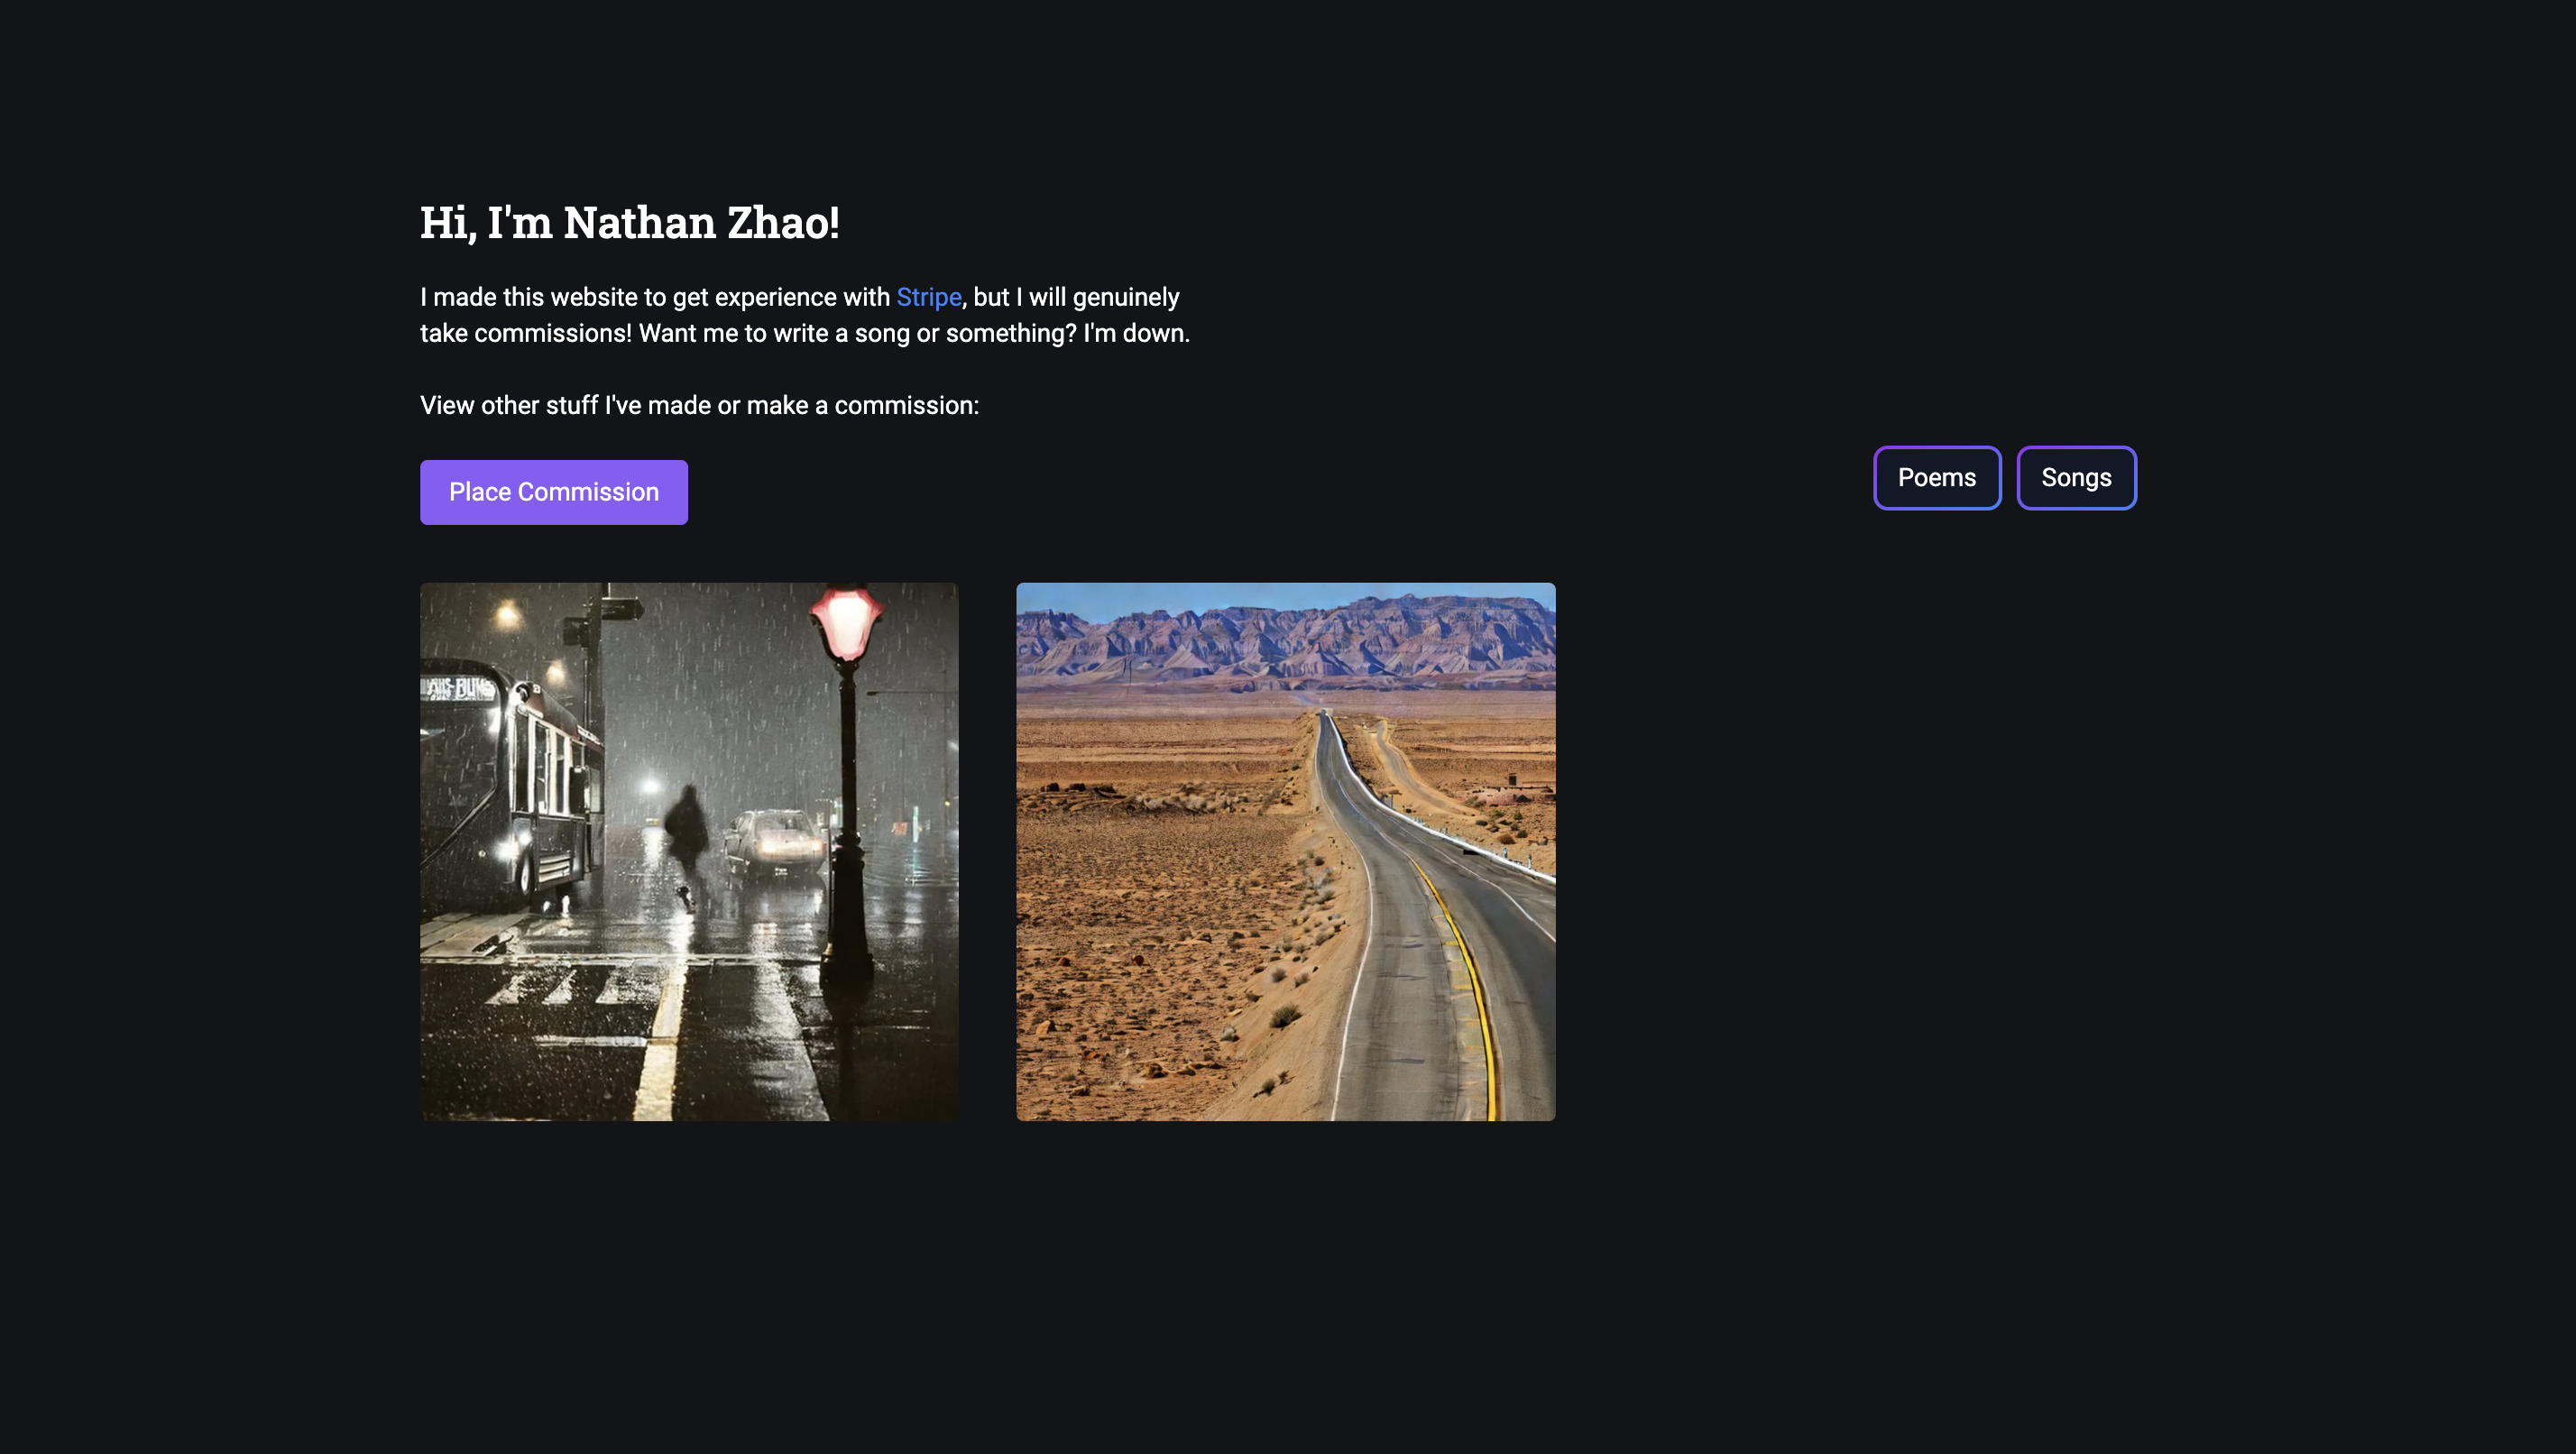 Hi, I'm Nathan Zhao!
I made this website to get experience with Stripe, but I will genuinely
take commissions! Want me to write a song or something? I'm down.
View other stuff I've made or make a commission:
Place Commission
Poems
Songs